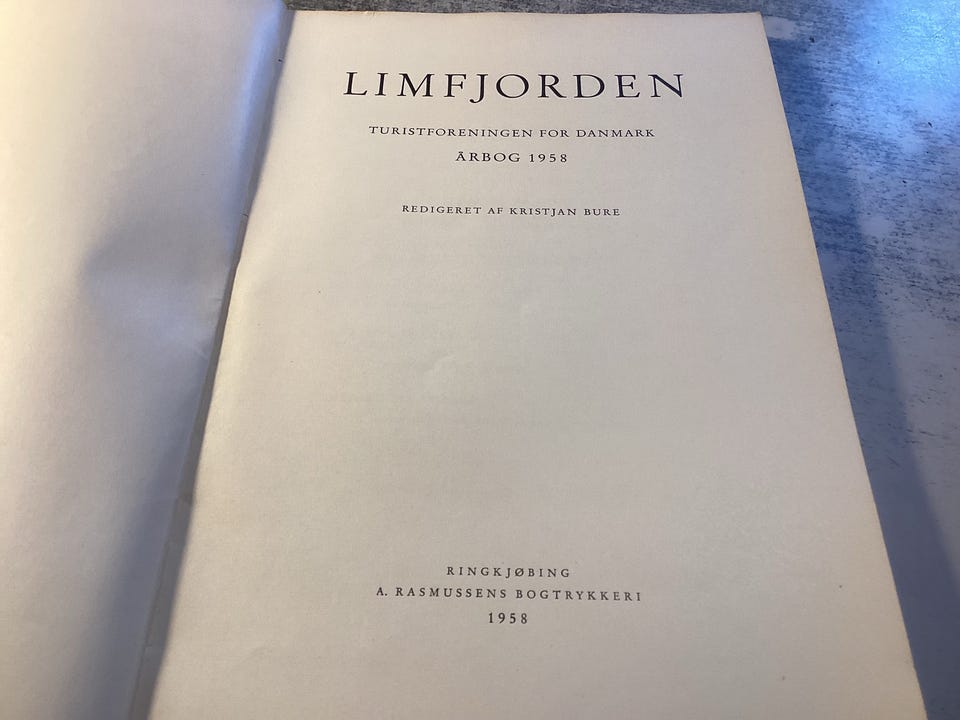 LIMFJORDEN
TURISTFORENINGEN FOR DANMARK
ÅRBOG 1958
REDIGERET AF KRISTJAN BURE
RINGKJØBING
A. RASMUSSENS BOGTRYKKERI
1958